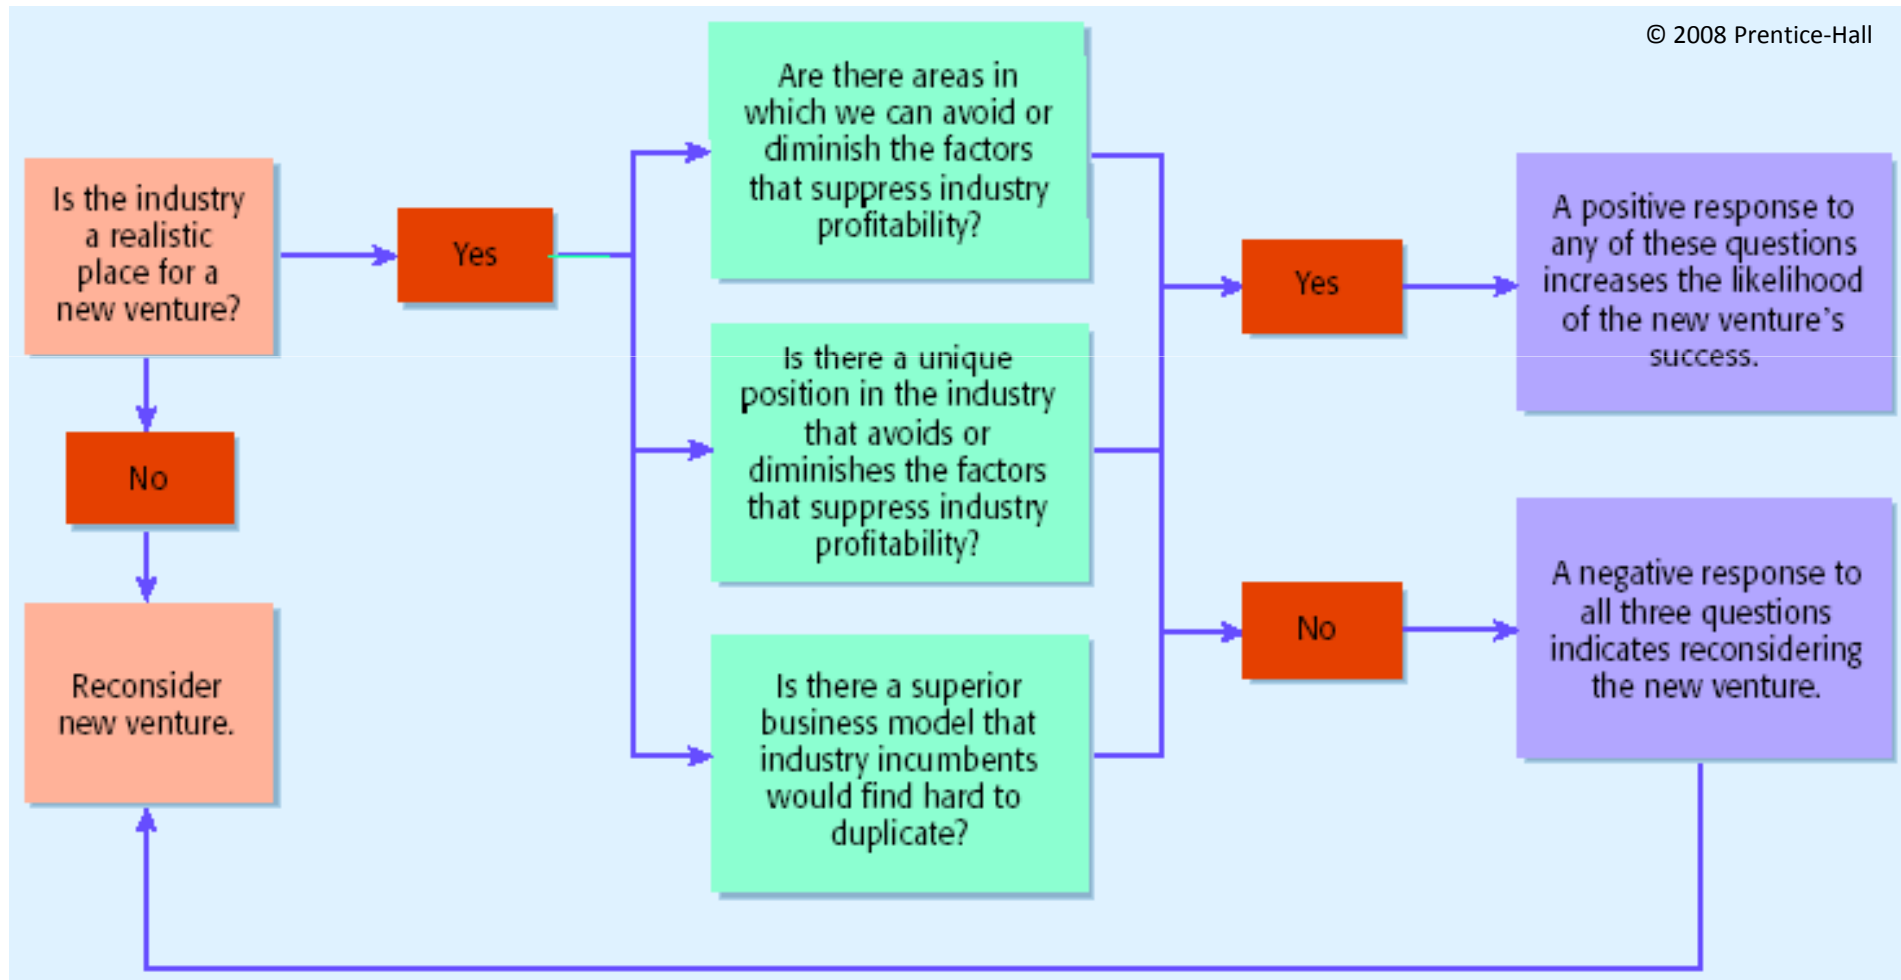 © 2008 Prentice-Hall
Is the industry
a realistic
place for a
new venture?
Yes
No
Reconsider
new venture.
Are there areas in
which we can avoid or
diminish the factors
that suppress industry
profitability?
Is there a unique
position in the industry
that avoids or
diminishes the factors
that suppress industry
profitability?
Is there a superior
business model that
industry incumbents
would find hard to
duplicate?
Yes
A positive response to
any of these questions
increases the likelihood
of the new venture's
success.
No
A negative response to
all three questions
indicates reconsidering
the new venture.